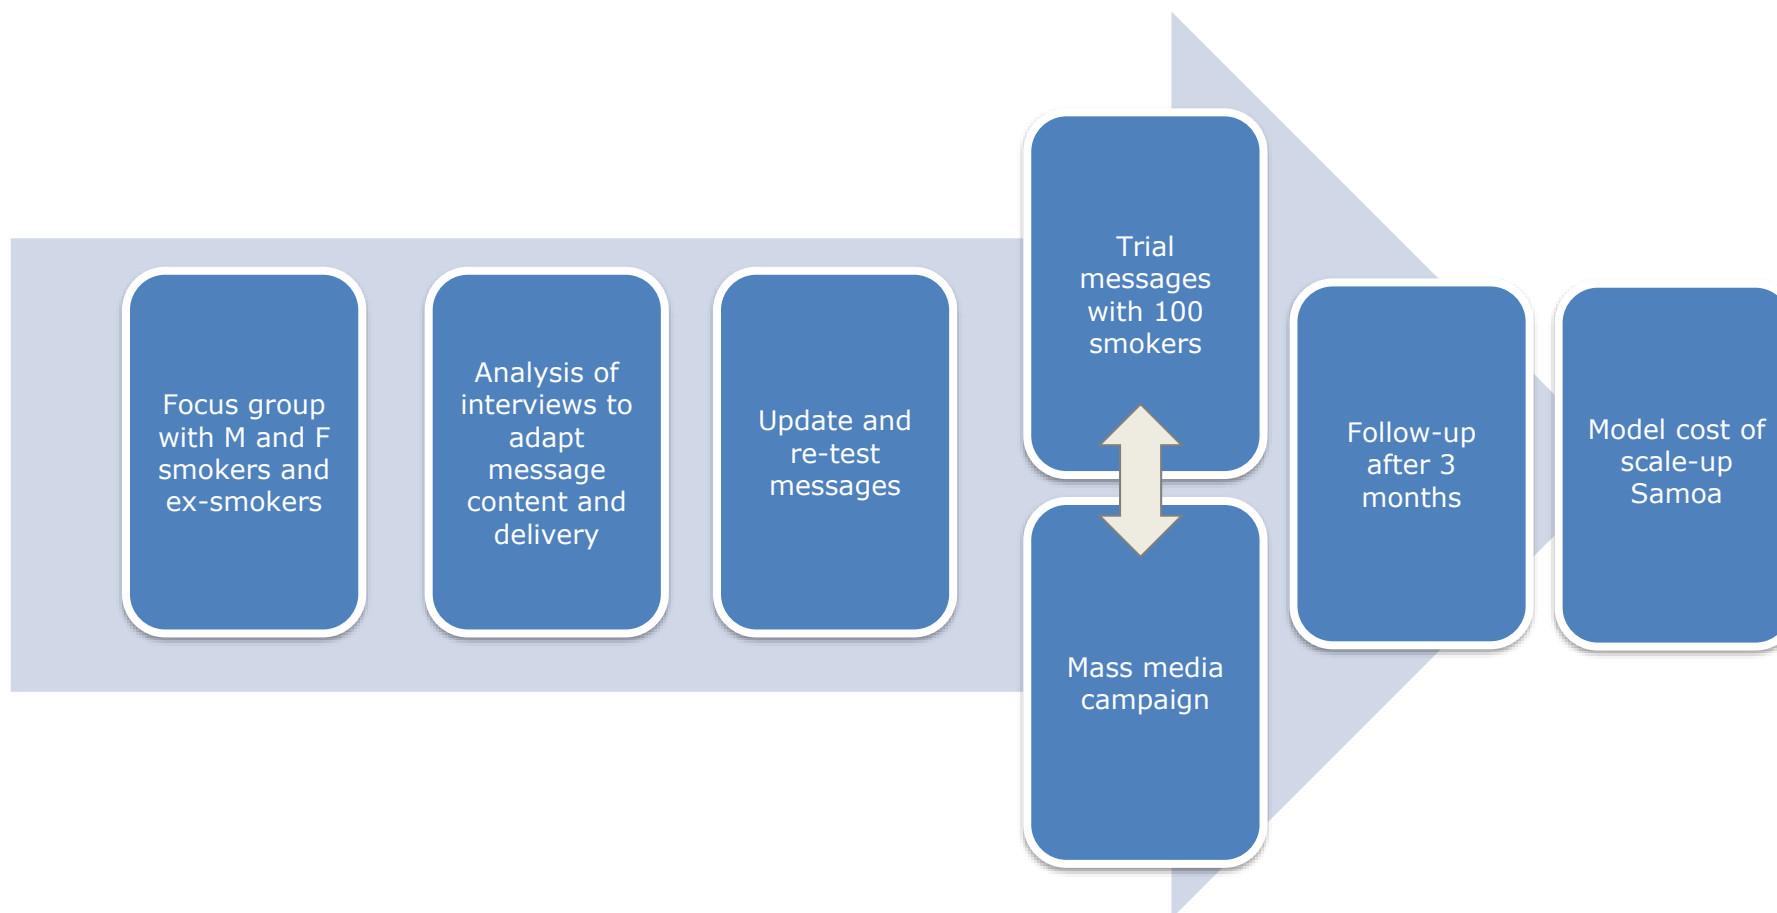 Focus group
with M and F
smokers and
ex-smokers
Analysis of
interviews to
adapt
message
content and
delivery
Update and
re-test
messages
Trial
messages
with 100
smokers
Mass media
campaign
Follow-up
after 3
months
Model cost of
scale-up
Samoa